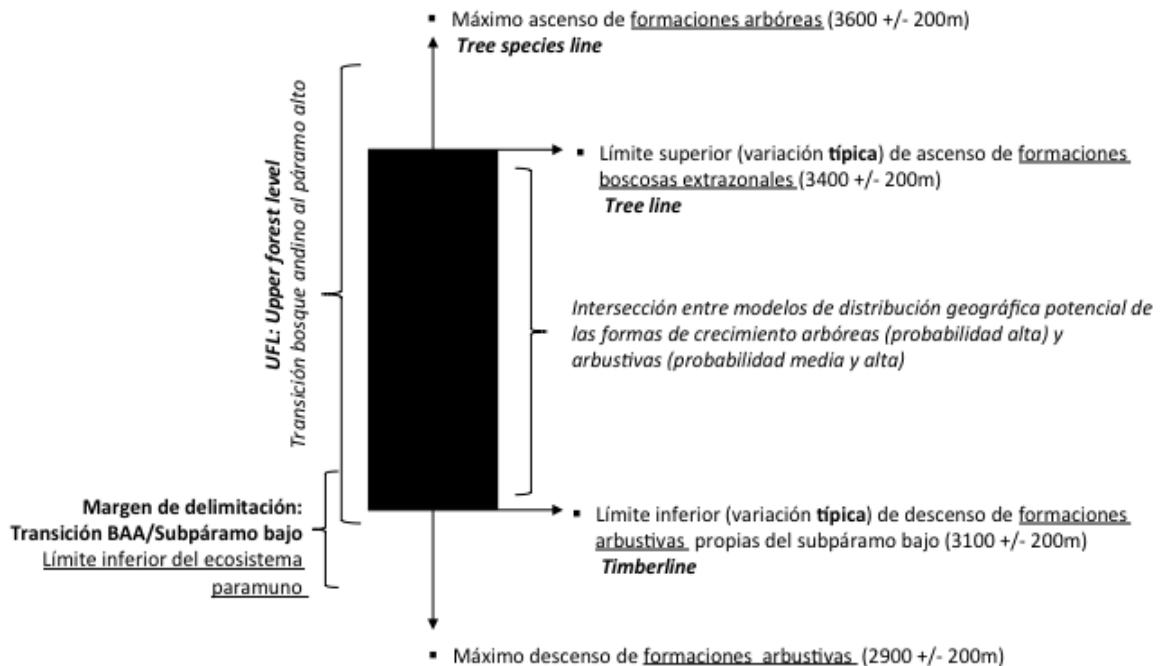 ▪ Máximo ascenso de formaciones arbóreas (3600 +/- 200m)
Tree species line
UFL: Upper forest level
Transición bosque andino al páramo alto
▪ Límite superior (variación típica) de ascenso de formaciones
boscosas extrazonales (3400 +/- 200m)
Tree line
Intersección entre modelos de distribución geográfica potencial de
las formas de crecimiento arbóreas (probabilidad alta) y
arbustivas (probabilidad media y alta)
Margen de delimitación:
Transición BAA/Subpáramo bajo
Límite inferior del ecosistema
paramuno
▪ Límite inferior (variación típica) de descenso de formaciones
arbustivas propias del subpáramo bajo (3100 +/- 200m)
Timberline
▪ Máximo descenso de formaciones arbustivas (2900 +/- 200m)